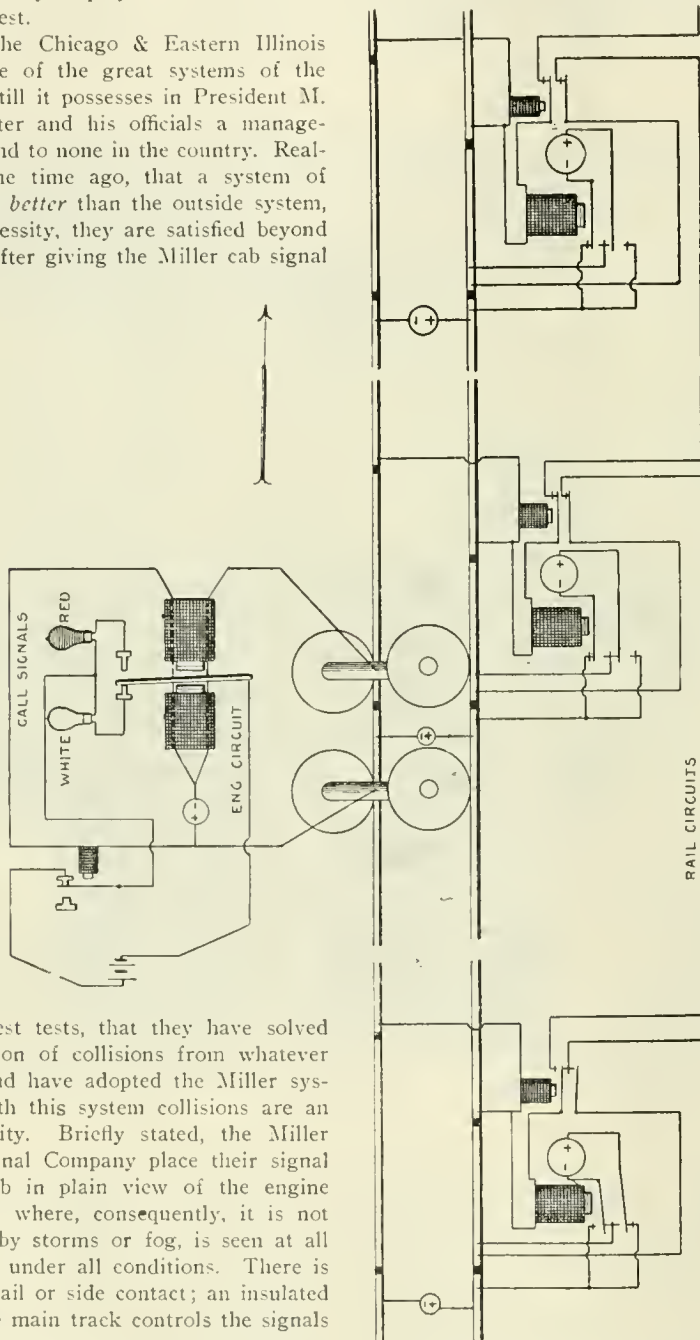 est.
he Chicago & Eastern Illinois
e of the great systems of the
till it possesses in President M.
ter and his officials a manage-
nd to none in the country. Real-
ne time ago, that a system of
better than the outside system,
essity, they are satisfied beyond
fter giving the Miller cab signal
CALL SIGNALS
RED
WHITE
ENG CIRCUIT
RAIL CIRCUITS
est tests, that they have solved
on of collisions from whatever
nd have adopted the Miller sys-
th this system collisions are an
ity. Briefly stated, the Miller
nal Company place their signal
b in plain view of the engine
where, consequently, it is not
by storms or fog, is seen at all
under all conditions. There is
ail or side contact; an insulated
e main track controls the signals